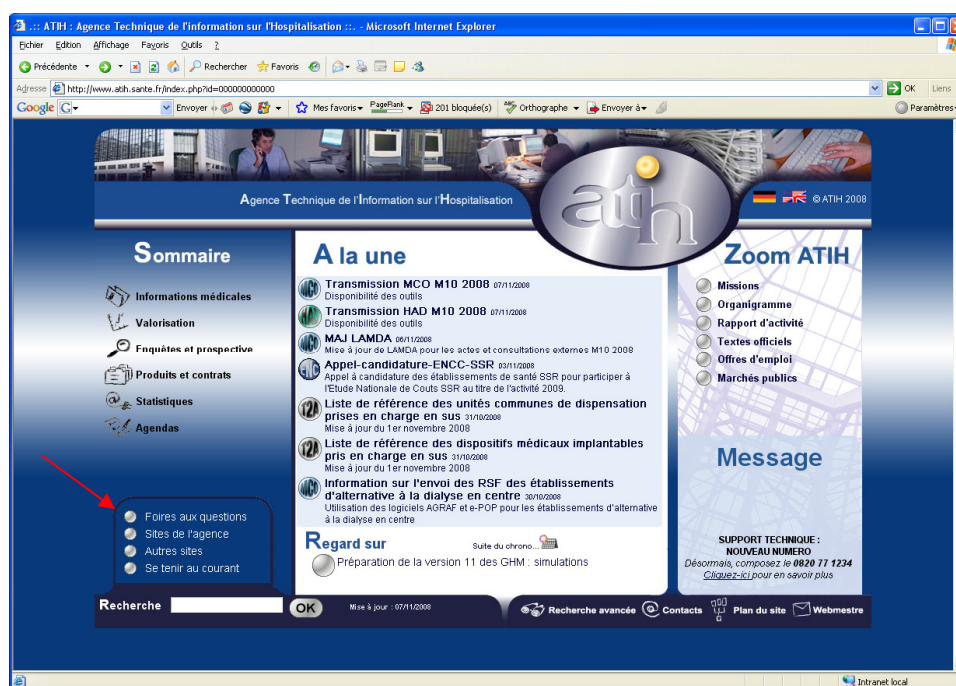 .:: ATIH : Agence Technique de l'information sur l'Hospitalisation ::. - Microsoft Internet Explorer
Fichier Edition Affichage Favoris Outils ?
Précédente Rechercher Favoris
Adresse http://www.atih.sante.fr/index.php?id=000000000000 OK Liens
Google G Envoyer Mes favoris PageRank 201 bloquée(s) Orthographe Envoyer à Paramètres
Agence Technique de l'Information sur l'Hospitalisation
atih
© ATIH 2008
Sommaire
Informations médicales
Valorisation
Enquêtes et prospective
Produits et contrats
Statistiques
Agendas
Foires aux questions
Sites de l'agence
Autres sites
Se tenir au courant
A la une
MCO Transmission MCO M10 2008 07/11/2008
Disponibilité des outils
HAD Transmission HAD M10 2008 07/11/2008
Disponibilité des outils
MCO MAJ LAMDA 06/11/2008
Mise à jour de LAMDA pour les actes et consultations externes M10 2008
Appel-candidature-ENCC-SSR 03/11/2008
Appel à candidature des établissements de santé SSR pour participer à
l'Etude Nationale de Couts SSR au titre de l'activité 2009.
T2A Liste de référence des unités communes de dispensation
prises en charge en sus 31/10/2008
Mise à jour du 1er novembre 2008
T2A Liste de référence des dispositifs médicaux implantables
pris en charge en sus 31/10/2008
Mise à jour du 1er novembre 2008
MCO Information sur l'envoi des RSF des établissements
d'alternative à la dialyse en centre 30/10/2008
Utilisation des logiciels AGRAF et e-POP pour les établissements d'alternative
à la dialyse en centre
Regard sur Suite du chrono...
Préparation de la version 11 des GHM : simulations
Zoom ATIH
Missions
Organigramme
Rapport d'activité
Textes officiels
Offres d'emploi
Marchés publics
Message
SUPPORT TECHNIQUE :
NOUVEAU NUMERO
Désormais, composez le 0820 77 1234
Cliquez-ici pour en savoir plus
Recherche OK Mise à jour : 07/11/2008 Recherche avancée Contacts Plan du site Webmestre
Intranet local